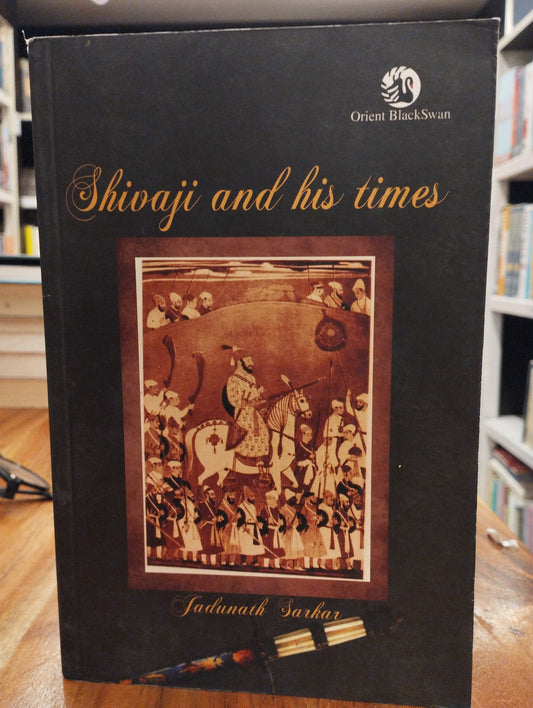 Orient BlackSwan
Shivaji and his times
Jadunath Sarkar